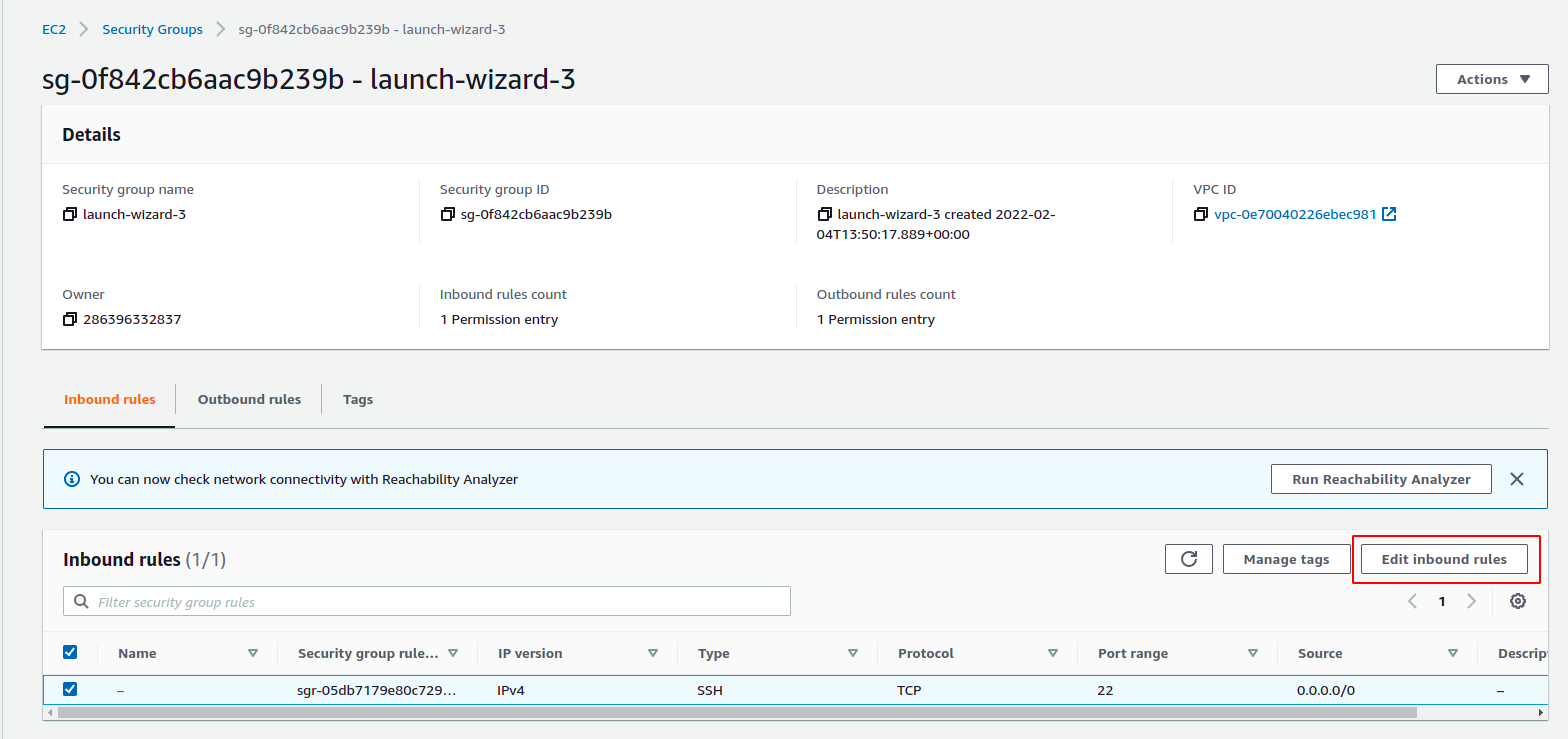 EC2 Security Groups sg-0f842cb6aac9b239b - launch-wizard-3
sg-0f842cb6aac9b239b - launch-wizard-3
Actions
Details
Security group name
launch-wizard-3
Security group ID
sg-0f842cb6aac9b239b
Description
launch-wizard-3 created 2022-02-
04T13:50:17.889+00:00
VPC ID
vpc-0e70040226ebec981
Owner
286396332837
Inbound rules count
1 Permission entry
Outbound rules count
1 Permission entry
Inbound rules Outbound rules Tags
You can now check network connectivity with Reachability Analyzer Run Reachability Analyzer
Inbound rules (1/1) Manage tags Edit inbound rules
Filter security group rules 1
Name Security group rule... IP version Type Protocol Port range Source Descrip
– sgr-05db7179e80c729... IPv4 SSH TCP 22 0.0.0.0/0 –